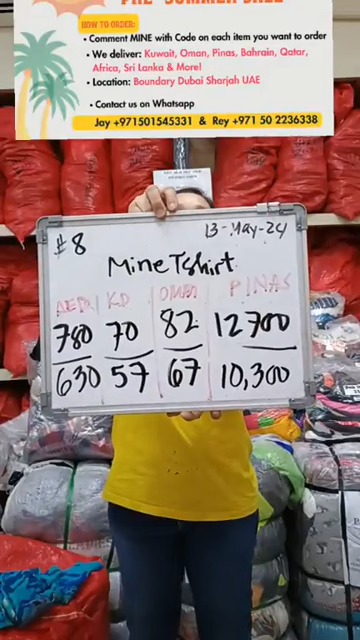 PRE-SUMMER SALE
HOW TO ORDER:
• Comment MINE with Code on each item you want to order
• We deliver: Kuwait, Oman, Pinas, Bahrain, Qatar,
Africa, Sri Lanka & More!
• Location: Boundary Dubai Sharjah UAE
• Contact us on Whatsapp
Jay +971501545331 & Rey +971 50 2236338
#8 13-May-24
Mine Tshirt
AED KD OMAN PINAS
780 70 82 12700
630 57 67 10,300